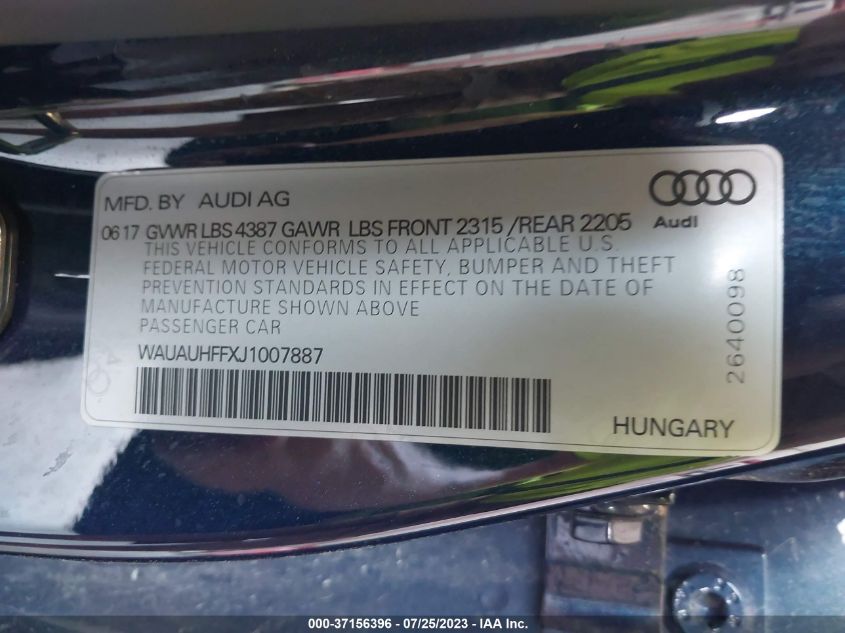 MFD. BY AUDI AG
Audi
0617 GVWR LBS 4387 GAWR LBS FRONT 2315 /REAR 2205
THIS VEHICLE CONFORMS TO ALL APPLICABLE U.S.
FEDERAL MOTOR VEHICLE SAFETY, BUMPER AND THEFT
PREVENTION STANDARDS IN EFFECT ON THE DATE OF
MANUFACTURE SHOWN ABOVE
PASSENGER CAR
WAUAUHFFXJ1007887
2640098
HUNGARY
000-37156396 - 07/25/2023 - IAA Inc.